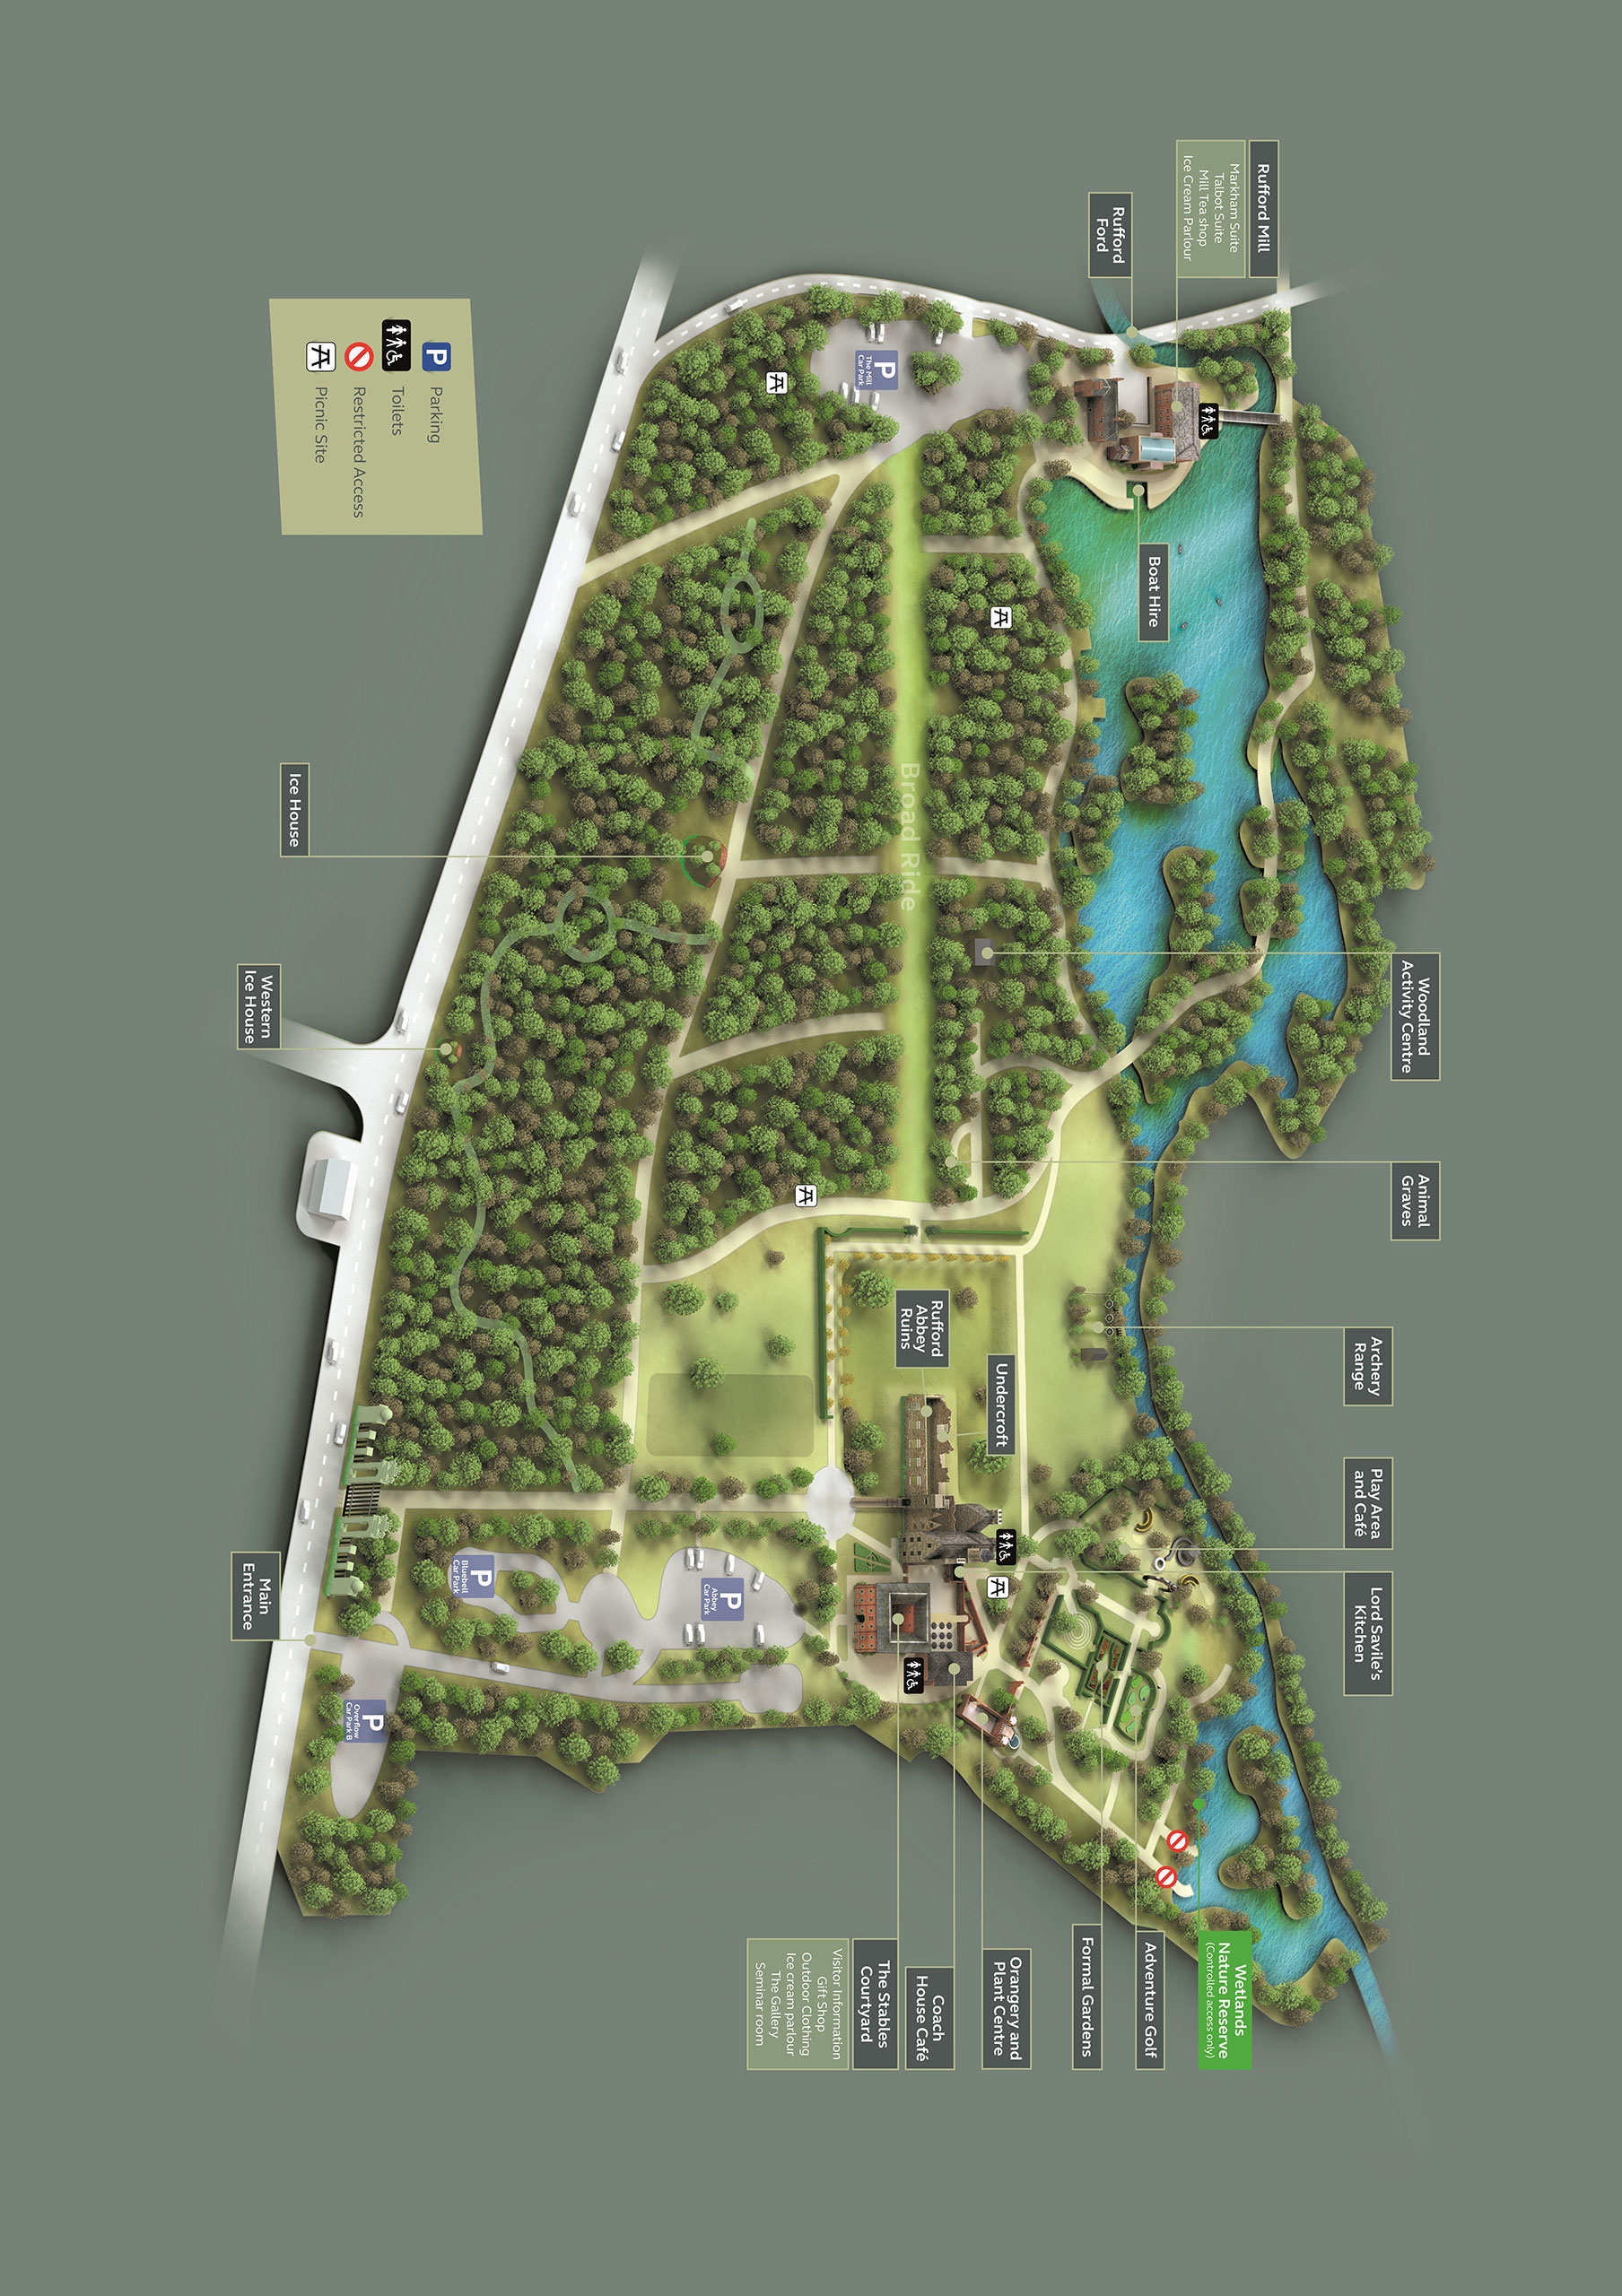 Rufford Mill
Markham Suite
Talbot Suite
Mill Tea shop
Ice Cream Parlour
Rufford
Ford
Boat Hire
P
The Mill
Car Park
Broad Ride
P
Parking
Toilets
Restricted Access
Picnic Site
Ice House
Western
Ice House
Woodland
Activity Centre
Animal
Graves
Archery
Range
Play Area
and Café
Lord Savile's
Kitchen
Rufford
Abbey
Ruins
Undercroft
P
Abbey
Car Park
P
Bluebell
Car Park
P
Overflow
Car Park B
Main
Entrance
Wetlands
Nature Reserve
(Controlled access only)
Adventure Golf
Formal Gardens
Orangery and
Plant Centre
Coach
House Café
The Stables
Courtyard
Visitor Information
Gift Shop
Outdoor Clothing
Ice cream parlour
The Gallery
Seminar room